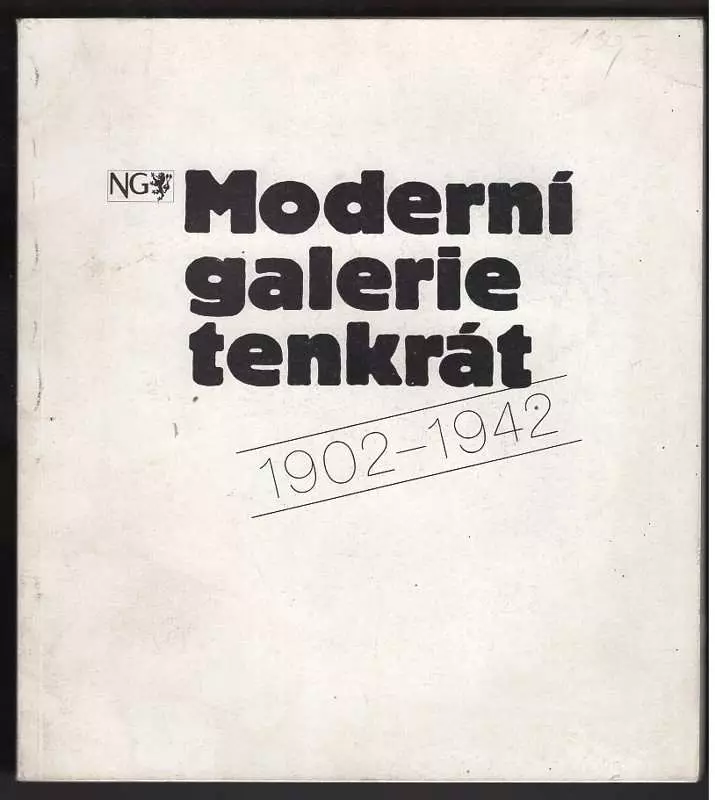 NG
Moderní
galerie
tenkrát
1902–1942